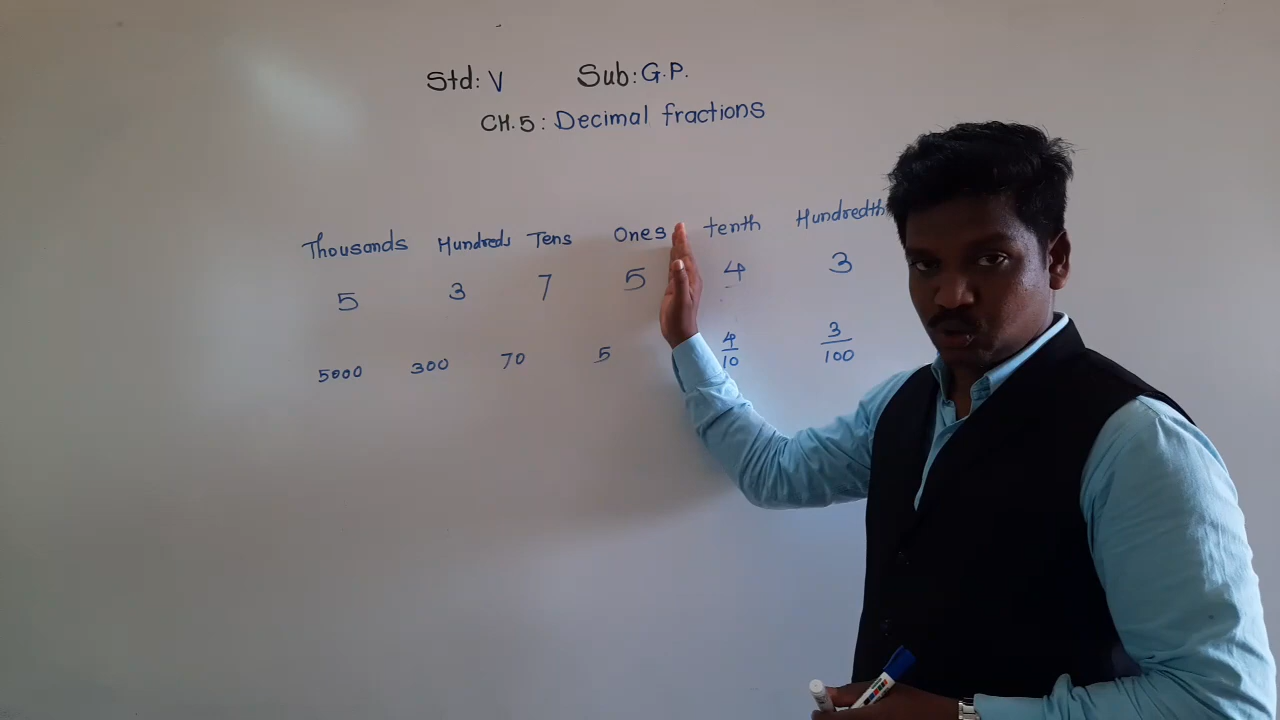 Std: V Sub: G.P.
CH.5: Decimal fractions
Thousands Hundreds Tens Ones tenth Hundredth
5 3 7 5 4 3
5000 300 70 5 4/10 3/100